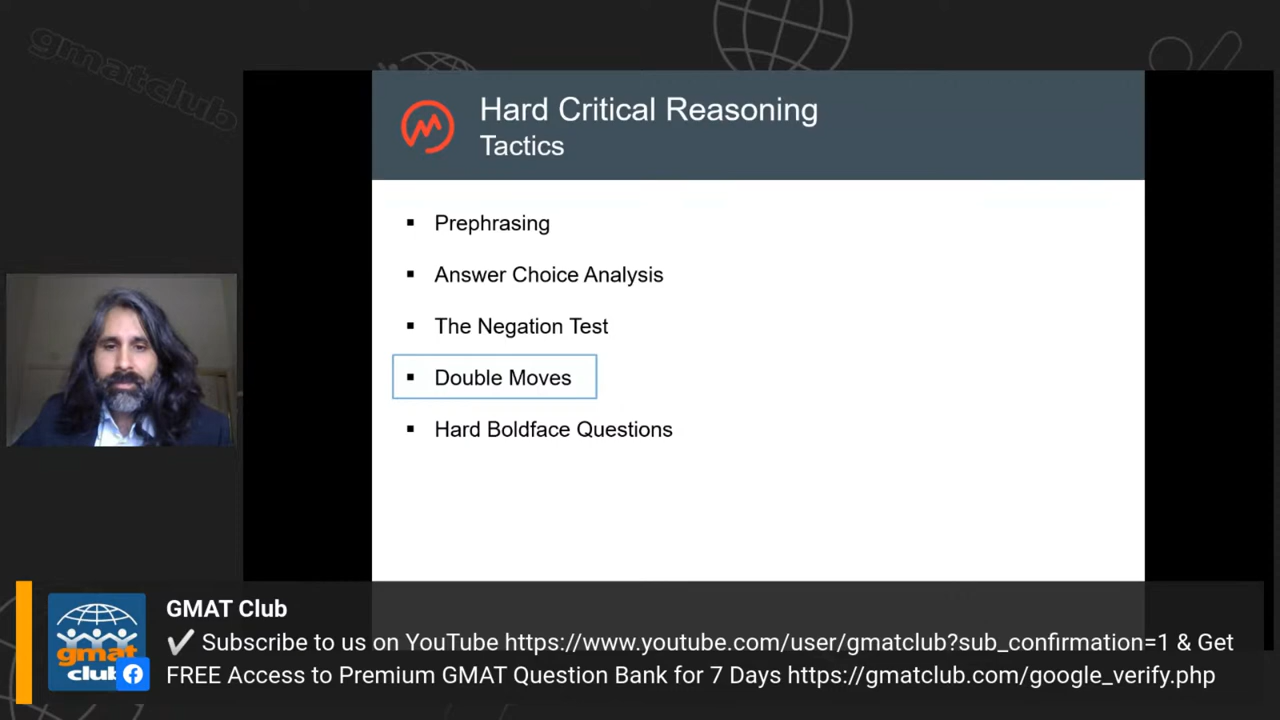 gmatclub
Hard Critical Reasoning
Tactics
▪ Prephrasing
▪ Answer Choice Analysis
▪ The Negation Test
▪ Double Moves
▪ Hard Boldface Questions
gmat
club
GMAT Club
✔ Subscribe to us on YouTube https://www.youtube.com/user/gmatclub?sub_confirmation=1 & Get
FREE Access to Premium GMAT Question Bank for 7 Days https://gmatclub.com/google_verify.php